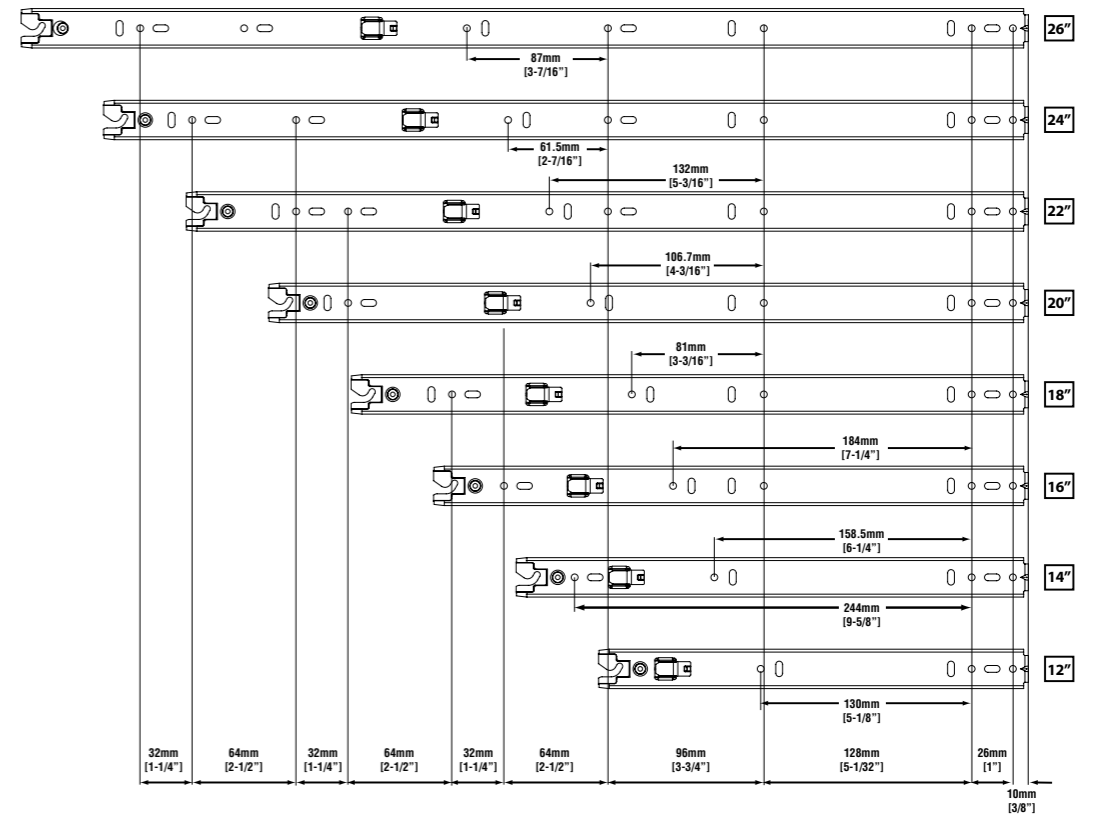 26”
87mm
[3-7/16”]
24”
61.5mm
[2-7/16”]
132mm
[5-3/16”]
22”
106.7mm
[4-3/16”]
20”
81mm
[3-3/16”]
18”
184mm
[7-1/4”]
16”
158.5mm
[6-1/4”]
14”
244mm
[9-5/8”]
12”
130mm
[5-1/8”]
32mm
[1-1/4”]
64mm
[2-1/2”]
32mm
[1-1/4”]
64mm
[2-1/2”]
32mm
[1-1/4”]
64mm
[2-1/2”]
96mm
[3-3/4”]
128mm
[5-1/32”]
26mm
[1”]
10mm
[3/8”]